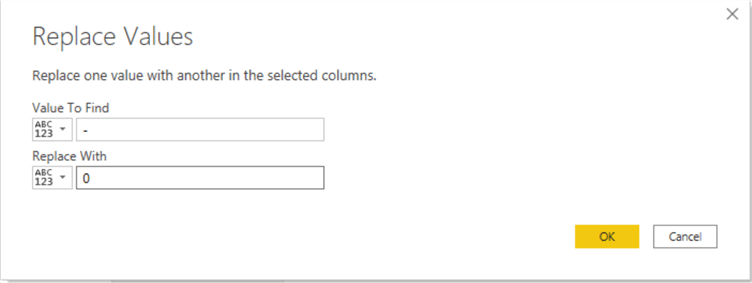 Replace Values
Replace one value with another in the selected columns.
Value To Find
ABC
123
-
Replace With
ABC
123
0
OK
Cancel